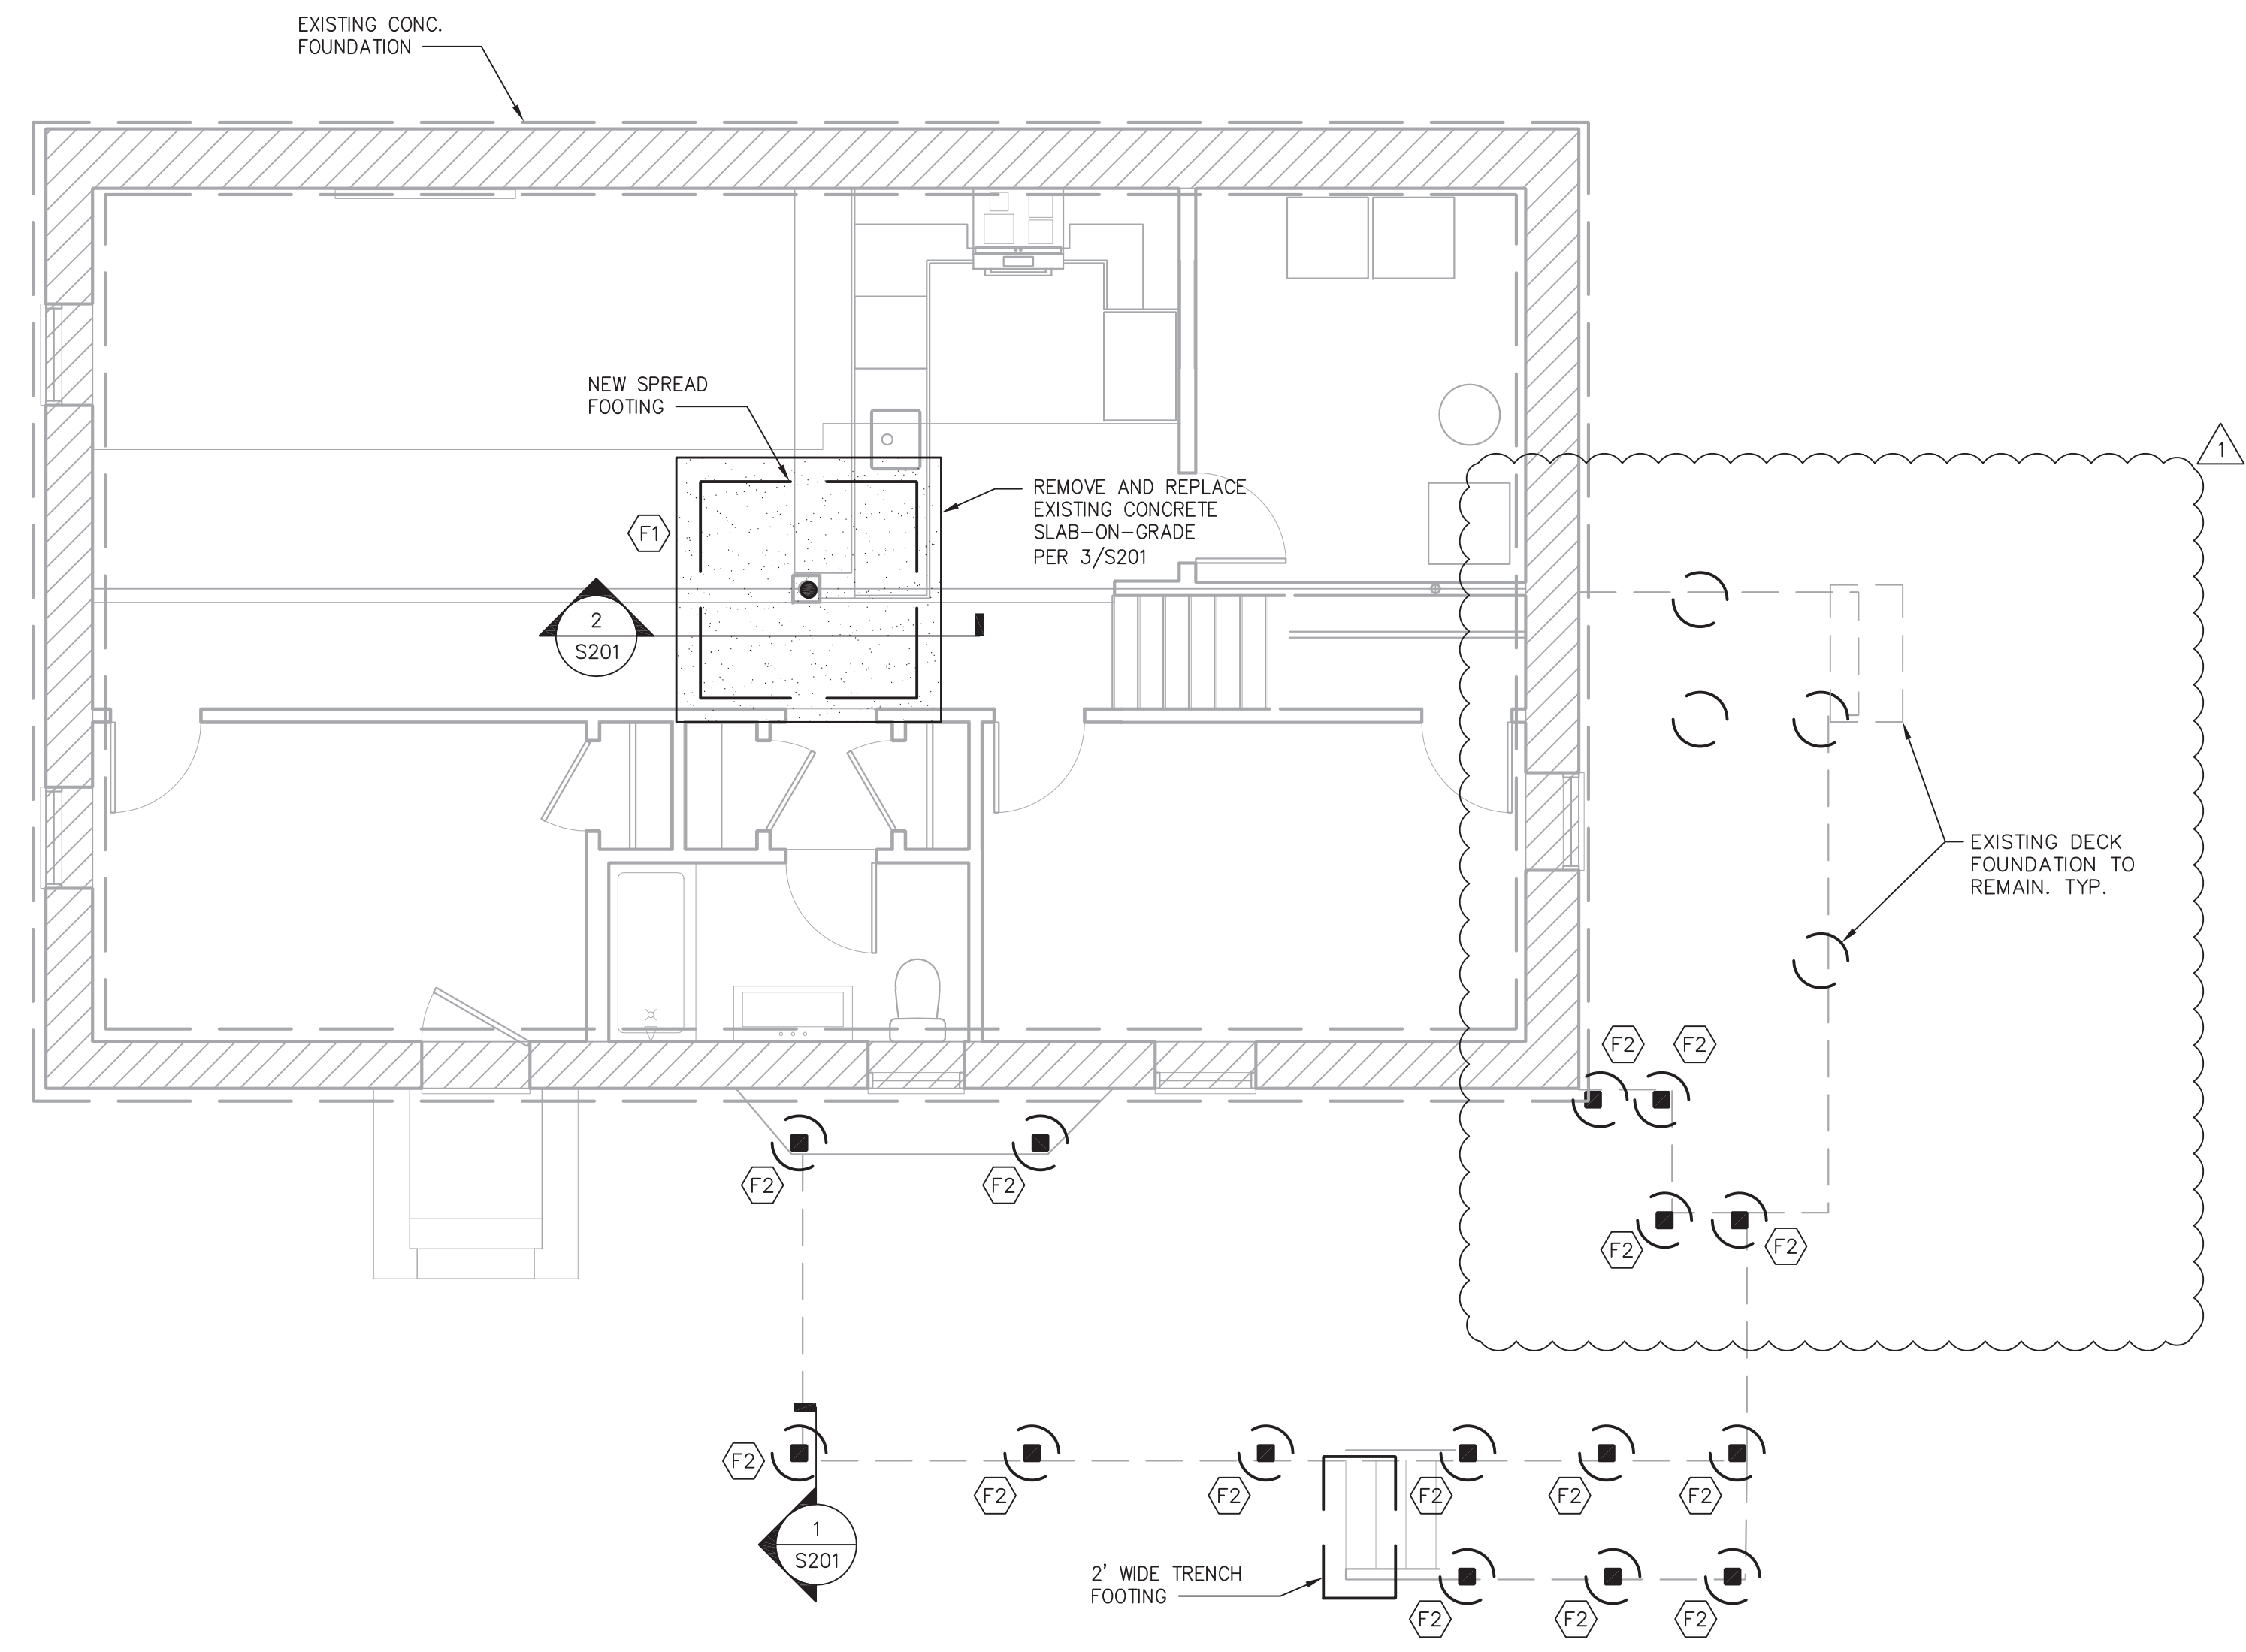 EXISTING CONC.
FOUNDATION
NEW SPREAD
FOOTING
1
REMOVE AND REPLACE
EXISTING CONCRETE
SLAB-ON-GRADE
PER 3/S201
F1
2
S201
EXISTING DECK
FOUNDATION TO
REMAIN. TYP.
F2
F2
F2
F2
F2
F2
F2
F2
F2
F2
F2
F2
1
S201
2' WIDE TRENCH
FOOTING
F2
F2
F2